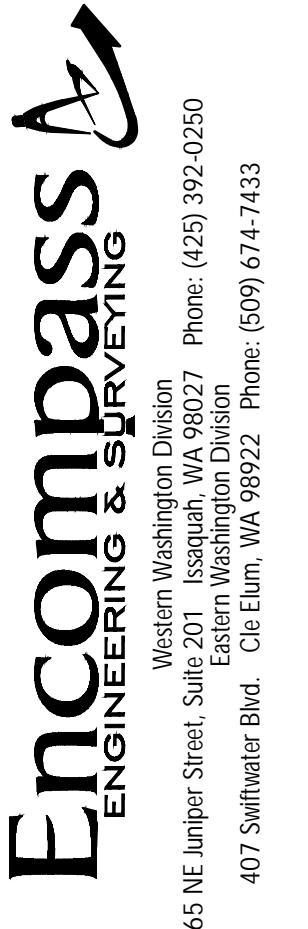 Encompass
ENGINEERING & SURVEYING
Western Washington Division
65 NE Juniper Street, Suite 201 Issaquah, WA 98027 Phone: (425) 392-0250
Eastern Washington Division
407 Swiftwater Blvd. Cle Elum, WA 98922 Phone: (509) 674-7433